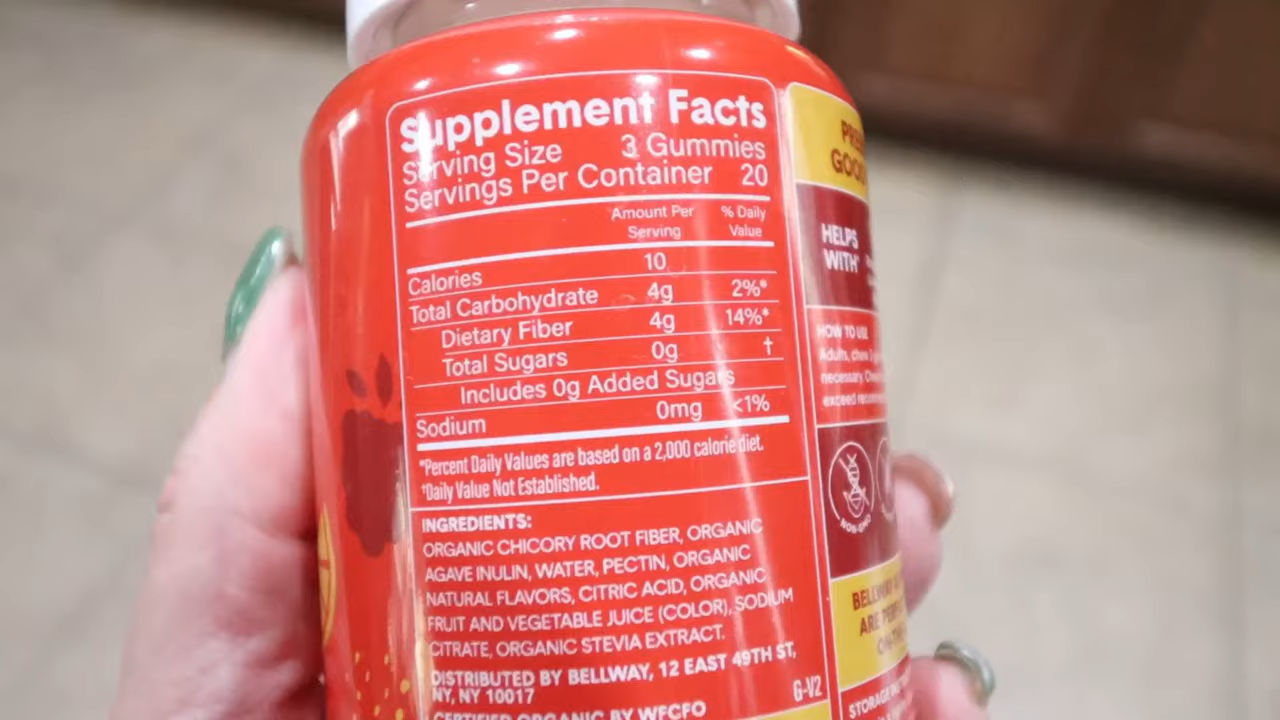 Supplement Facts
Serving Size 3 Gummies
Servings Per Container 20
Amount Per Serving % Daily Value
Calories 10
Total Carbohydrate 4g 2%*
Dietary Fiber 4g 14%*
Total Sugars 0g †
Includes 0g Added Sugars
Sodium 0mg <1%
*Percent Daily Values are based on a 2,000 calorie diet.
†Daily Value Not Established.
INGREDIENTS:
ORGANIC CHICORY ROOT FIBER, ORGANIC
AGAVE INULIN, WATER, PECTIN, ORGANIC
NATURAL FLAVORS, CITRIC ACID, ORGANIC
FRUIT AND VEGETABLE JUICE (COLOR), SODIUM
CITRATE, ORGANIC STEVIA EXTRACT.
DISTRIBUTED BY BELLWAY, 12 EAST 49TH ST,
NY, NY 10017
G-V2
CERTIFIED ORGANIC BY WFCFO
HELPS
WITH*
HOW TO USE
Adults, chew
necessary.
exceed
NON-GMO
BELLWAY
ARE
STORAGE